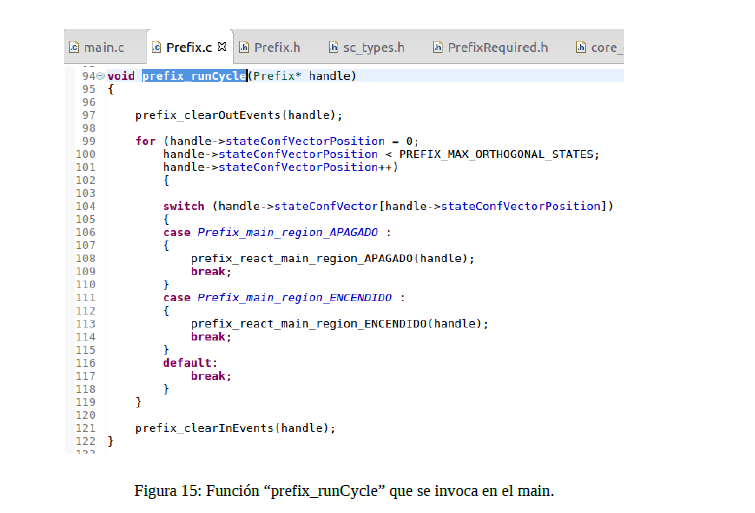 main.c Prefix.c Prefix.h sc_types.h PrefixRequired.h core_
94 void prefix_runCycle(Prefix* handle)
95 {
96
97 prefix_clearOutEvents(handle);
98
99 for (handle->stateConfVectorPosition = 0;
100 handle->stateConfVectorPosition < PREFIX_MAX_ORTHOGONAL_STATES;
101 handle->stateConfVectorPosition++)
102 {
103
104 switch (handle->stateConfVector[handle->stateConfVectorPosition])
105 {
106 case Prefix_main_region_APAGADO :
107 {
108 prefix_react_main_region_APAGADO(handle);
109 break;
110 }
111 case Prefix_main_region_ENCENDIDO :
112 {
113 prefix_react_main_region_ENCENDIDO(handle);
114 break;
115 }
116 default:
117 break;
118 }
119 }
120
121 prefix_clearInEvents(handle);
122 }
Figura 15: Función “prefix_runCycle” que se invoca en el main.